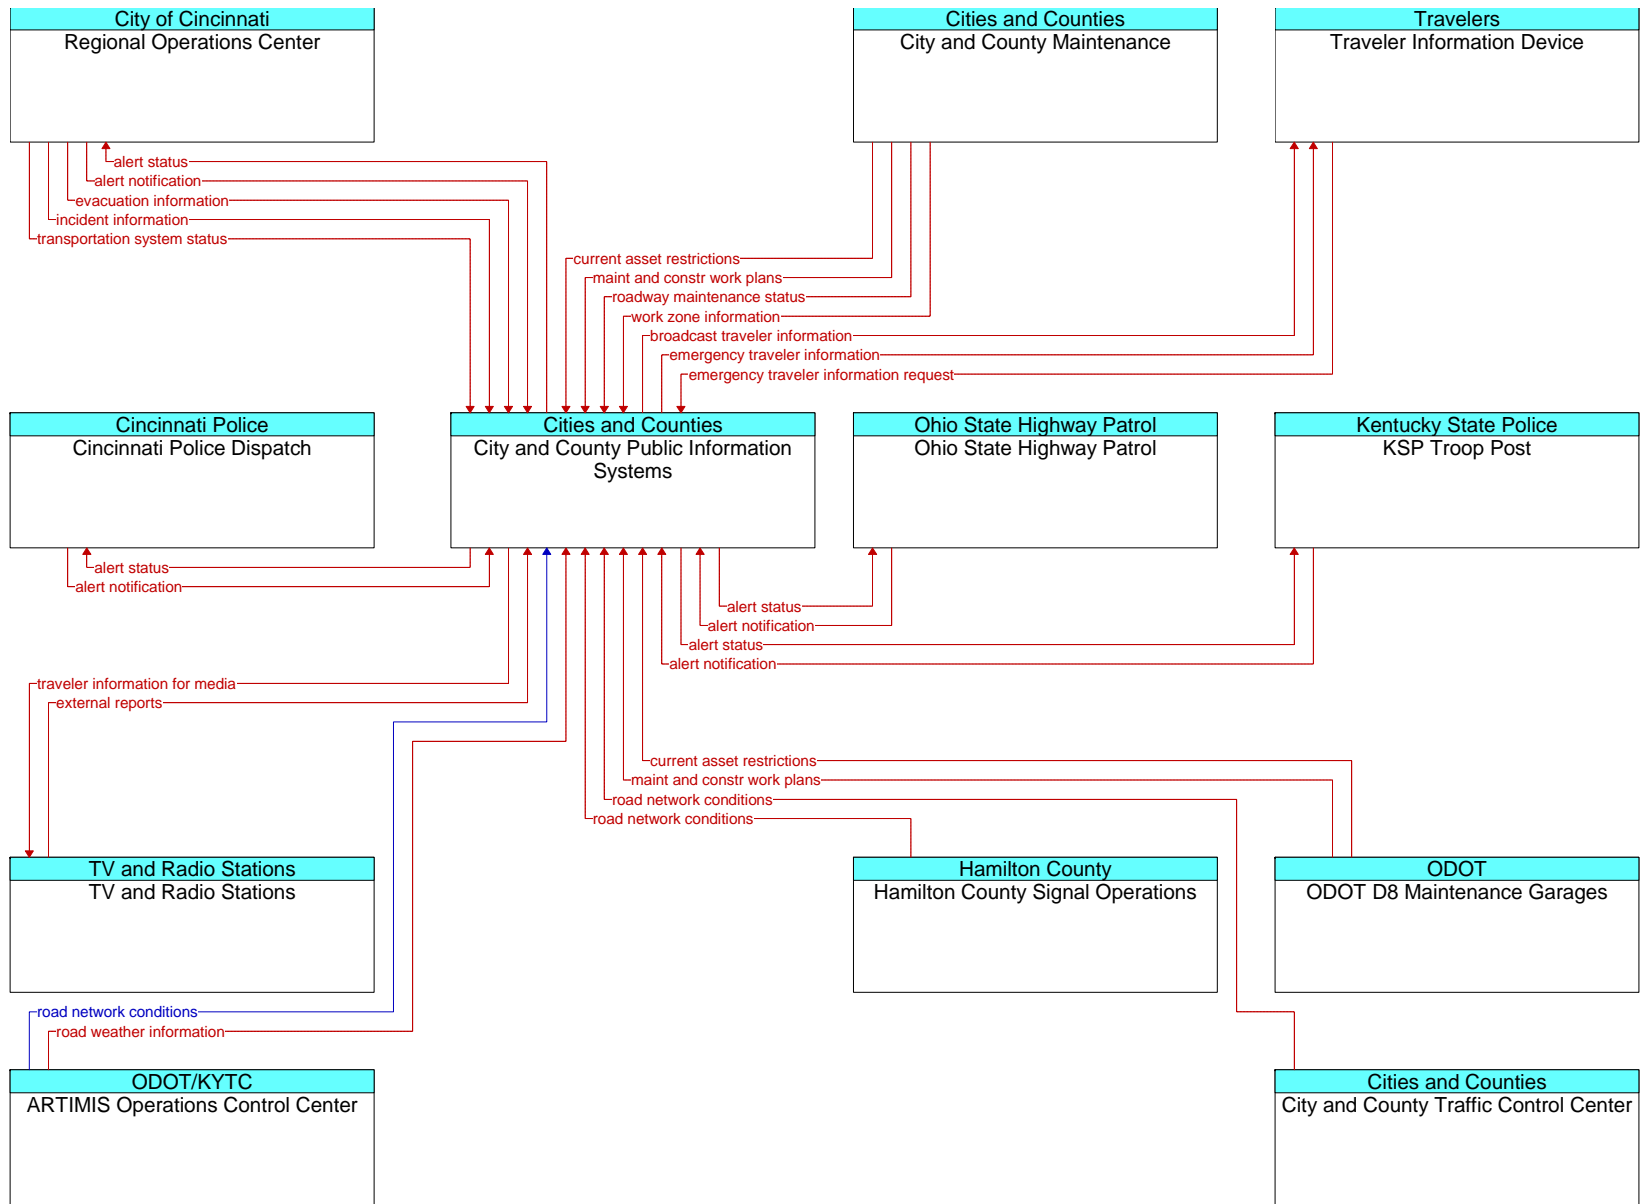 City of Cincinnati
Regional Operations Center
Cities and Counties
City and County Maintenance
Travelers
Traveler Information Device
alert status
alert notification
evacuation information
incident information
transportation system status
current asset restrictions
maint and constr work plans
roadway maintenance status
work zone information
broadcast traveler information
emergency traveler information
emergency traveler information request
Cincinnati Police
Cincinnati Police Dispatch
Cities and Counties
City and County Public Information
Systems
Ohio State Highway Patrol
Ohio State Highway Patrol
Kentucky State Police
KSP Troop Post
alert status
alert notification
alert status
alert notification
alert status
alert notification
traveler information for media
external reports
current asset restrictions
maint and constr work plans
road network conditions
road network conditions
TV and Radio Stations
TV and Radio Stations
Hamilton County
Hamilton County Signal Operations
ODOT
ODOT D8 Maintenance Garages
road network conditions
road weather information
ODOT/KYTC
ARTIMIS Operations Control Center
Cities and Counties
City and County Traffic Control Center